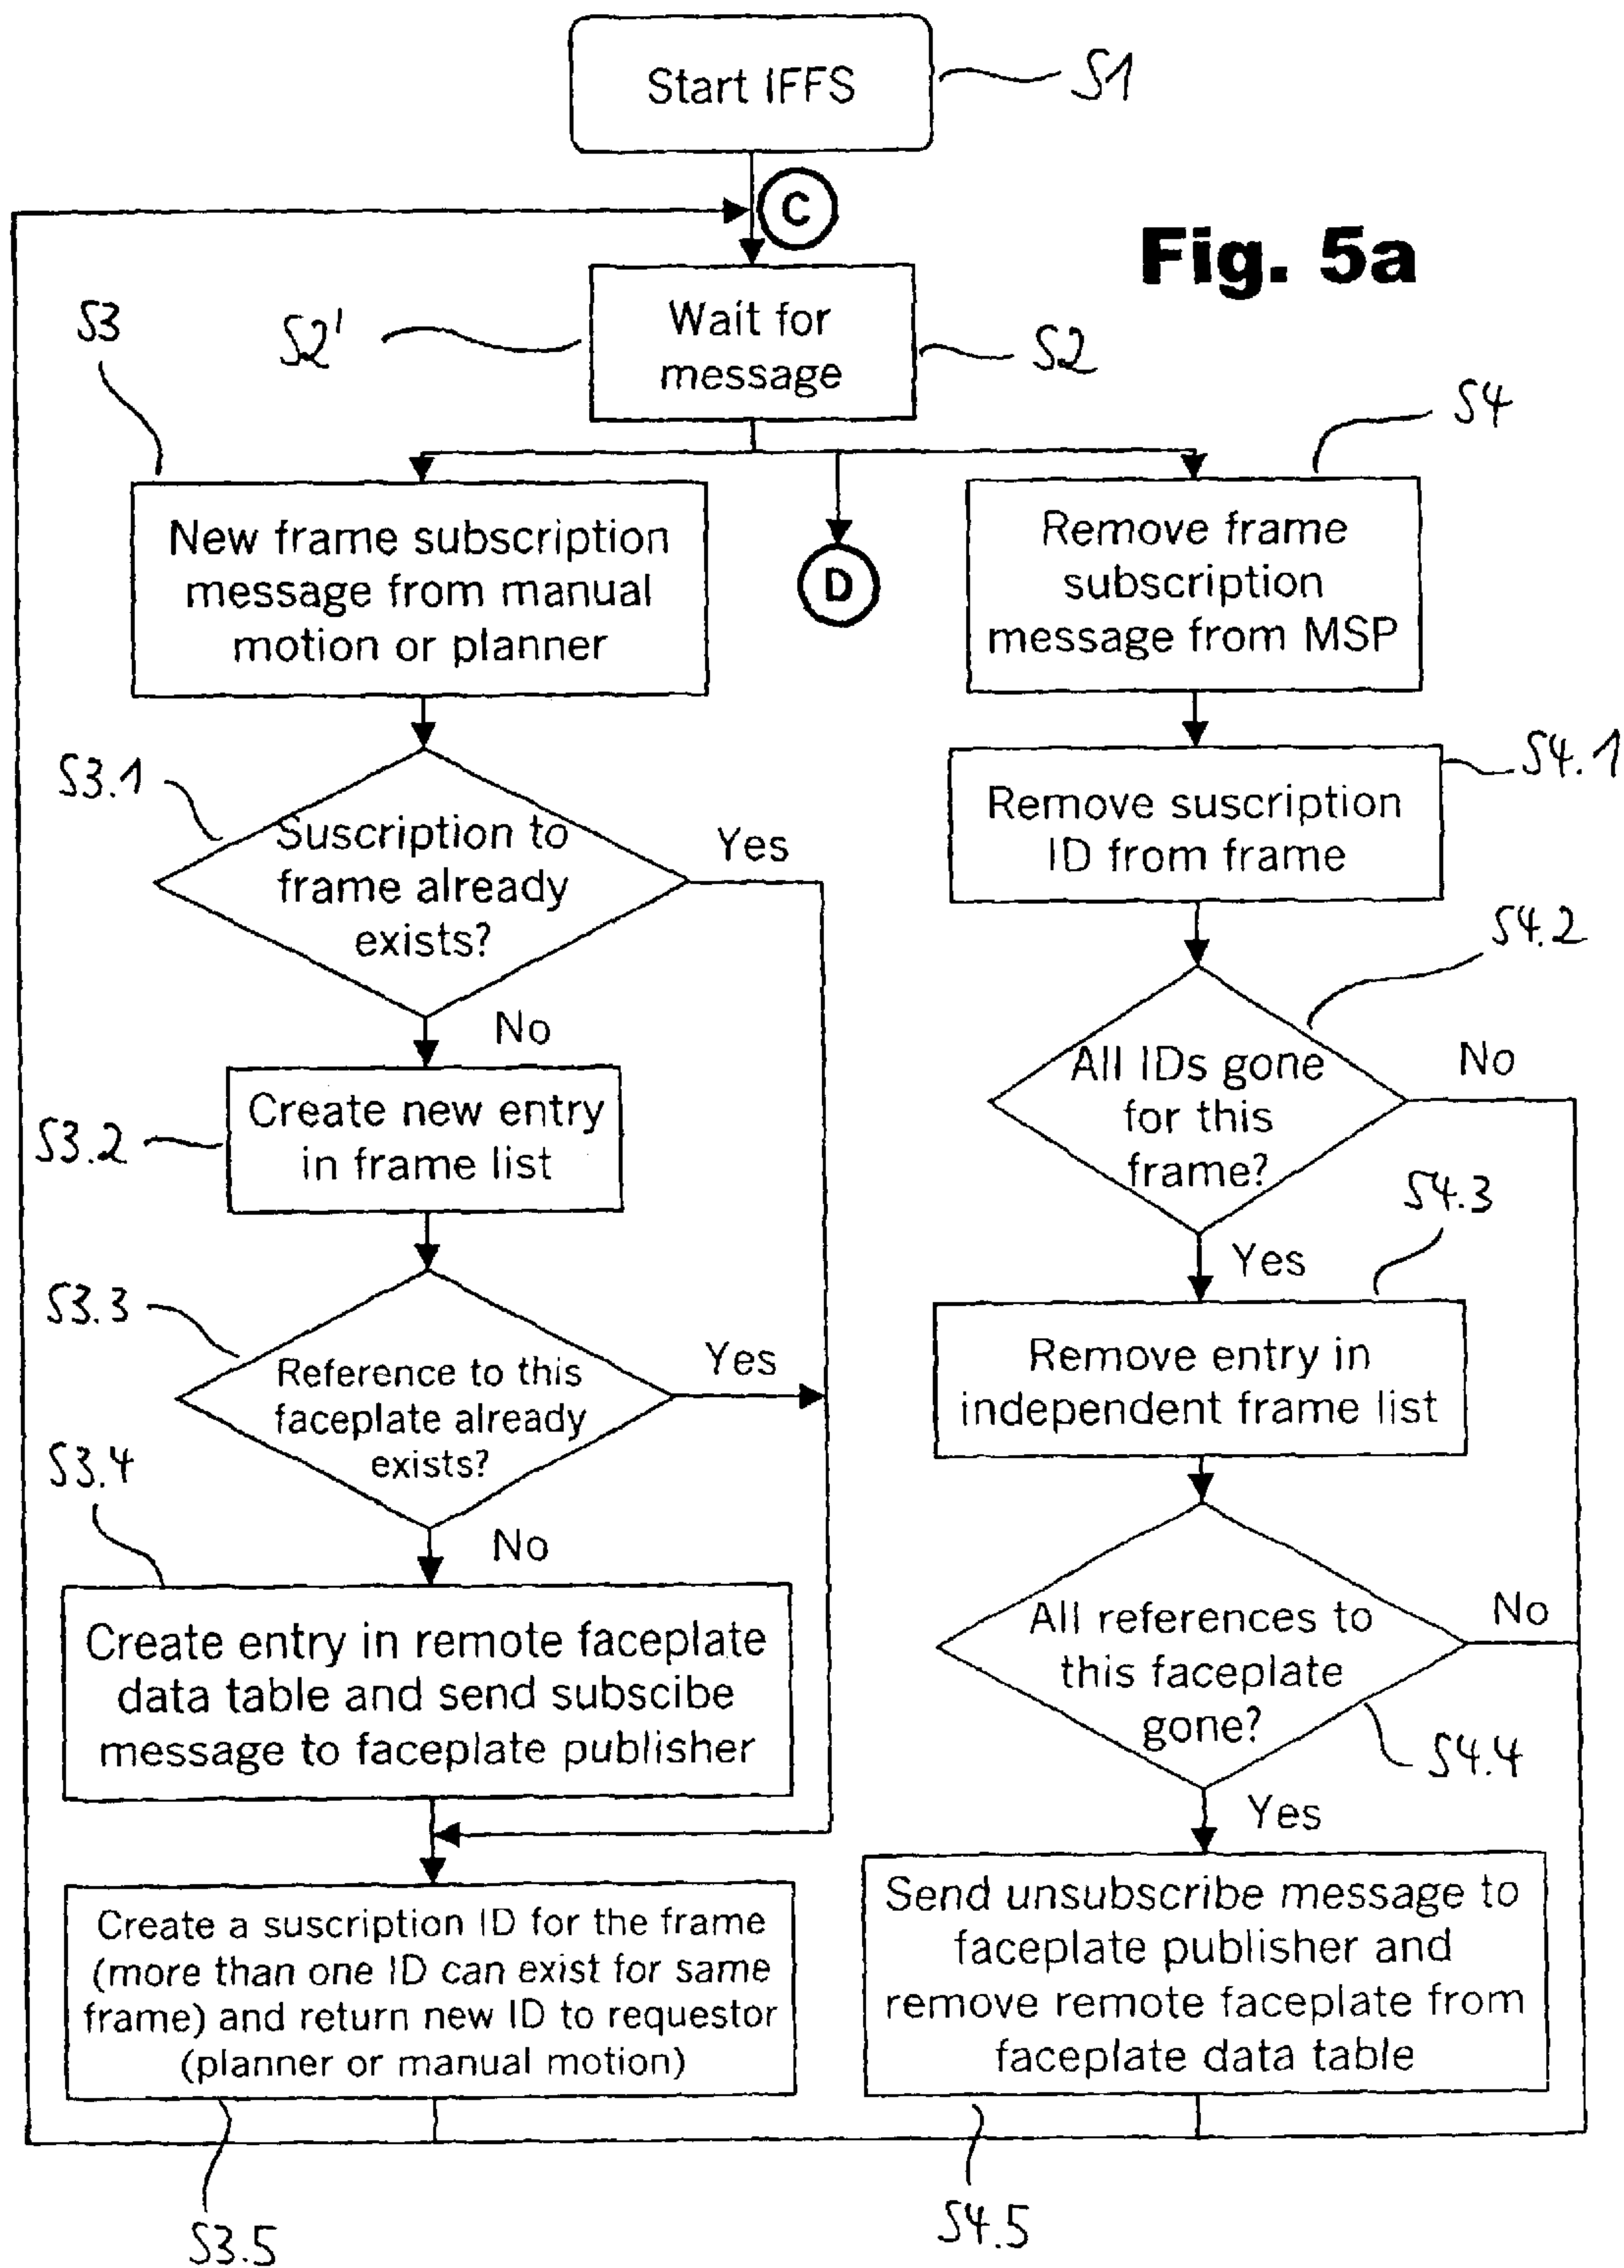 Start IFFS
S1
C
Fig. 5a
S3
S2'
Wait for
message
S2
S4
New frame subscription
message from manual
motion or planner
D
Remove frame
subscription
message from MSP
S3.1
Suscription to
frame already
exists?
Yes
No
S4.1
Remove suscription
ID from frame
S4.2
All IDs gone
for this
frame?
No
Yes
S3.2
Create new entry
in frame list
S4.3
Remove entry in
independent frame list
S3.3
Reference to this
faceplate already
exists?
Yes
No
S3.4
Create entry in remote faceplate
data table and send subscibe
message to faceplate publisher
All references to
this faceplate
gone?
No
S4.4
Yes
Create a suscription ID for the frame
(more than one ID can exist for same
frame) and return new ID to requestor
(planner or manual motion)
Send unsubscribe message to
faceplate publisher and
remove remote faceplate from
faceplate data table
S3.5
S4.5